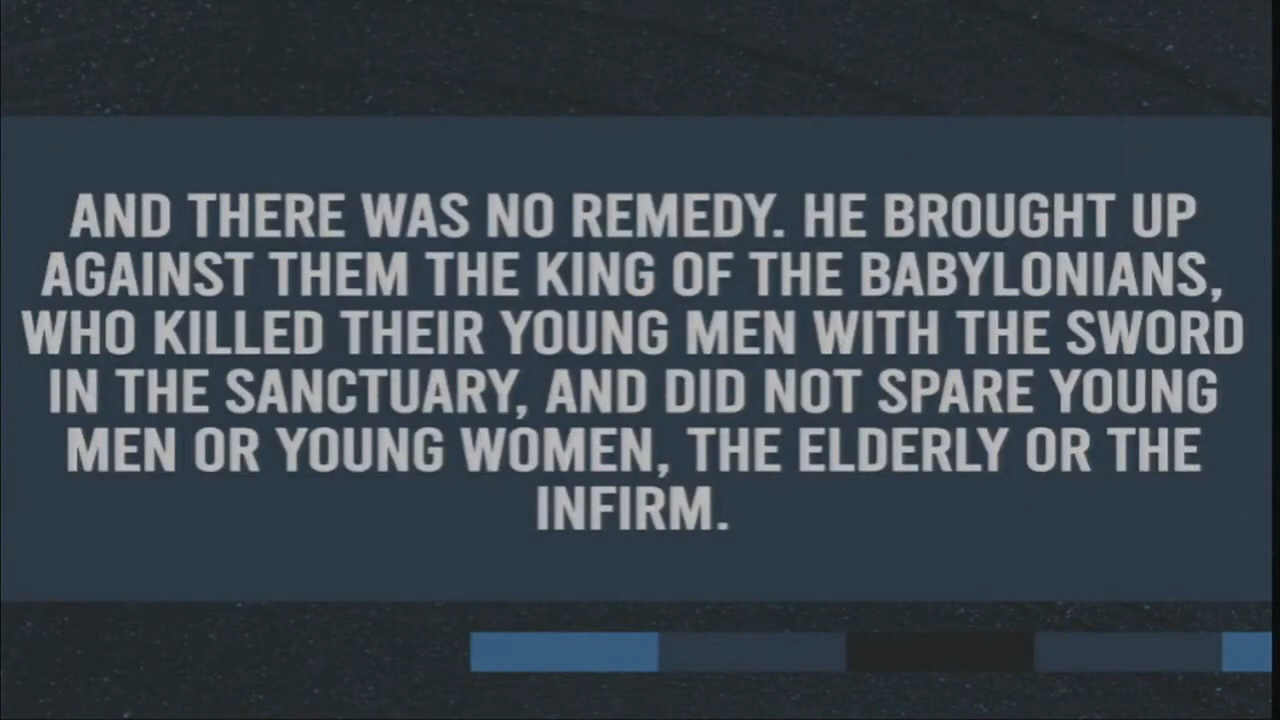 AND THERE WAS NO REMEDY. HE BROUGHT UP
AGAINST THEM THE KING OF THE BABYLONIANS,
WHO KILLED THEIR YOUNG MEN WITH THE SWORD
IN THE SANCTUARY, AND DID NOT SPARE YOUNG
MEN OR YOUNG WOMEN, THE ELDERLY OR THE
INFIRM.